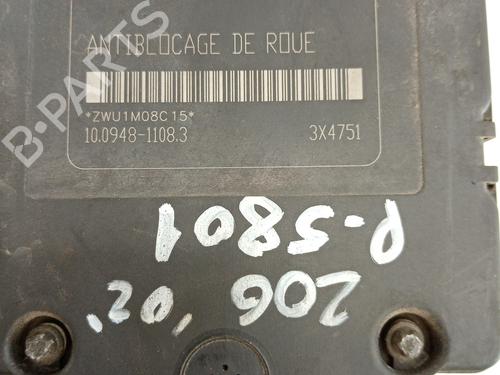 ANTIBLOCAGE DE ROUE
*ZWU1M08C15*
10.0948-1108.3 3X4751
P-5801
206 '02'
B-PARTS